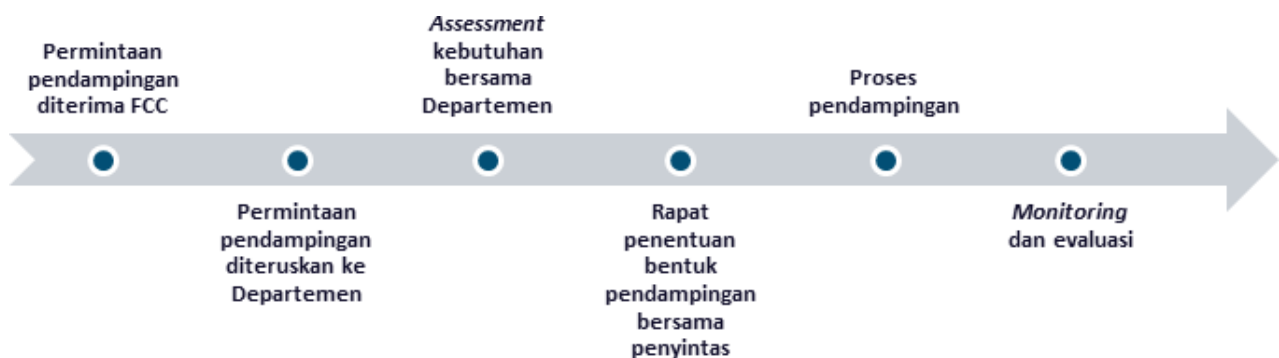 Permintaan
pendampingan
diterima FCC
Permintaan
pendampingan
diteruskan ke
Departemen
Assessment
kebutuhan
bersama
Departemen
Rapat
penentuan
bentuk
pendampingan
bersama
penyintas
Proses
pendampingan
Monitoring
dan evaluasi